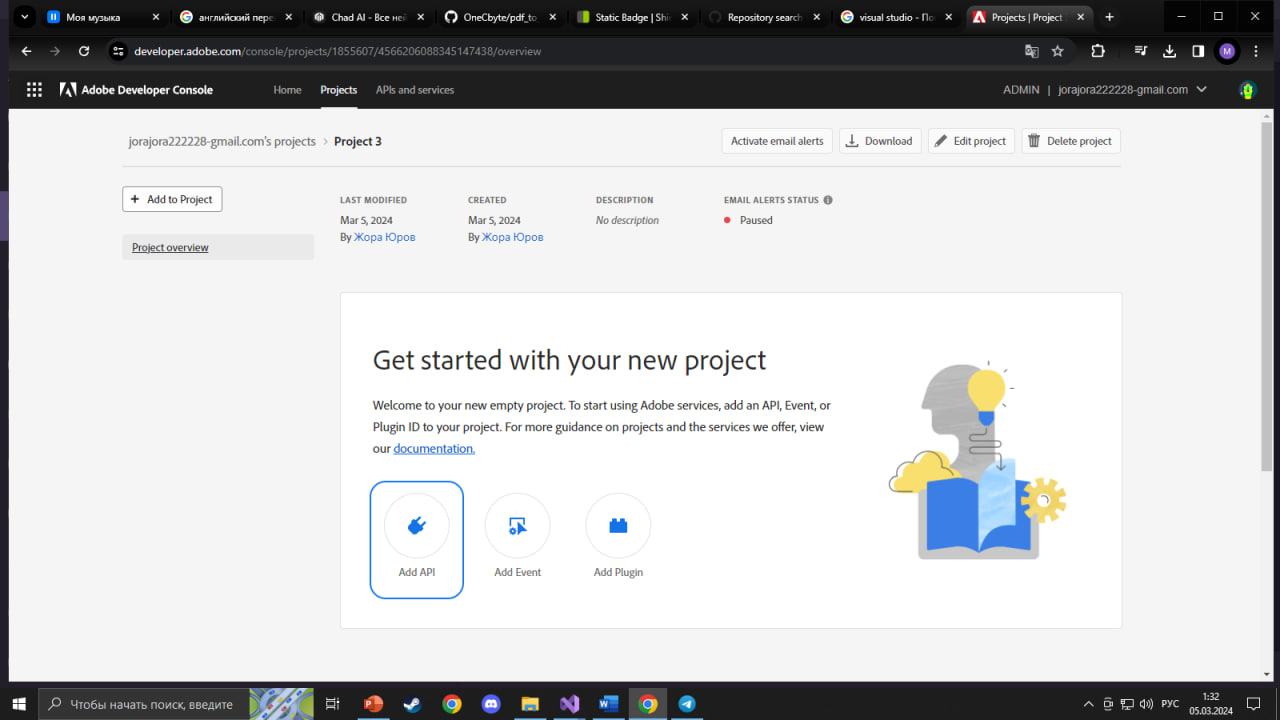 Моя музыка
английский пере
Chad AI - Все ней
OneCbyte/pdf_to
Static Badge | Shi
Repository search
visual studio - По
Projects | Project
developer.adobe.com/console/projects/1855607/4566206088345147438/overview
M
Adobe Developer Console
Home
Projects
APIs and services
ADMIN | jorajora222228-gmail.com
jorajora222228-gmail.com's projects > Project 3
Activate email alerts
Download
Edit project
Delete project
+ Add to Project
Project overview
LAST MODIFIED
Mar 5, 2024
By Жора Юров
CREATED
Mar 5, 2024
By Жора Юров
DESCRIPTION
No description
EMAIL ALERTS STATUS
Paused
Get started with your new project
Welcome to your new empty project. To start using Adobe services, add an API, Event, or
Plugin ID to your project. For more guidance on projects and the services we offer, view
our documentation.
Add API
Add Event
Add Plugin
Чтобы начать поиск, введите
РУС
1:32
05.03.2024